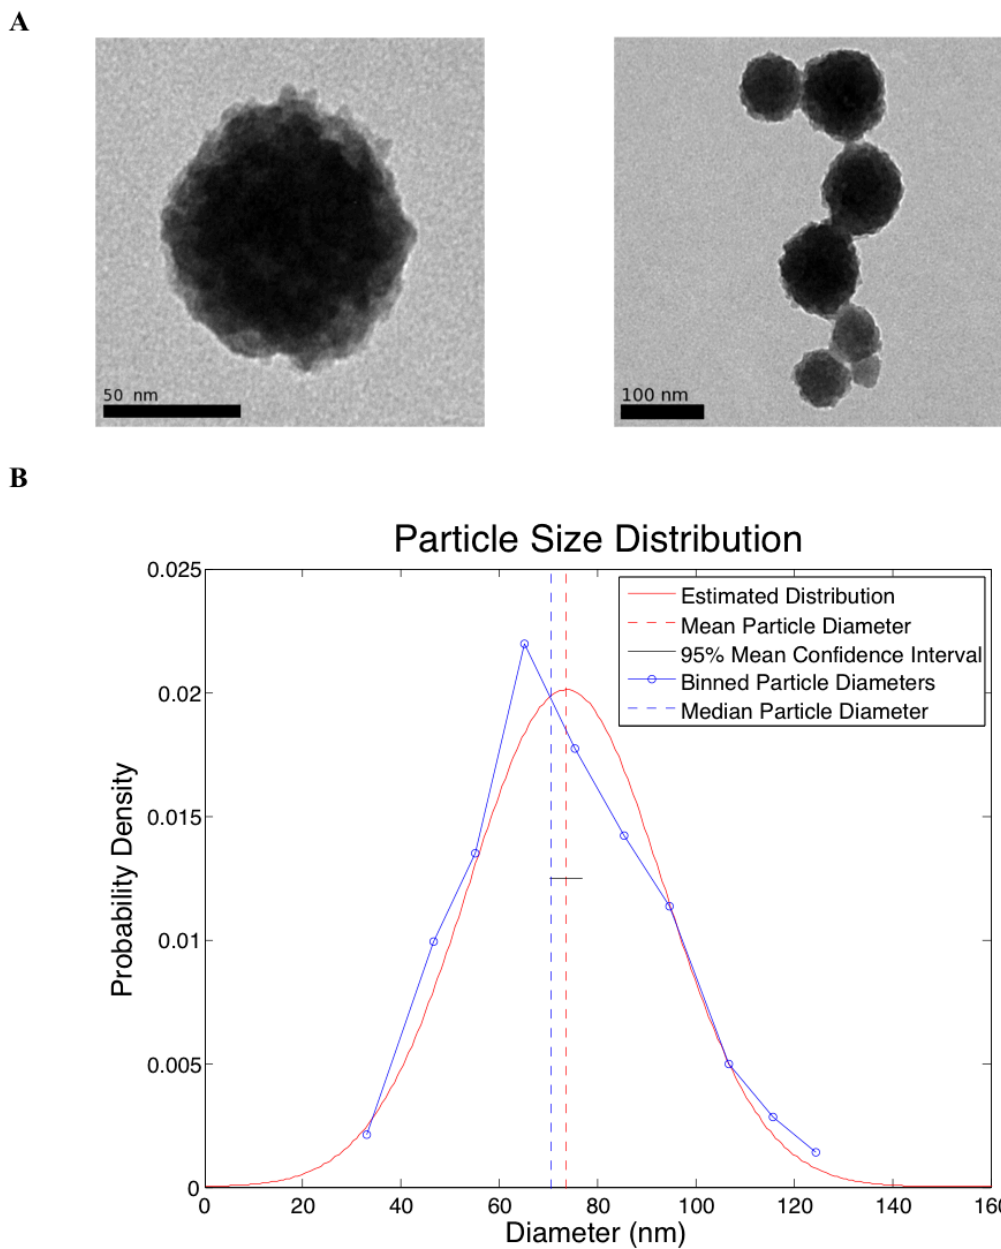 A
50 nm
100 nm
B
Particle Size Distribution
0.025
0.02
0.015
0.01
0.005
0
Probability Density
Estimated Distribution
Mean Particle Diameter
95% Mean Confidence Interval
Binned Particle Diameters
Median Particle Diameter
0 20 40 60 80 100 120 140
Diameter (nm)